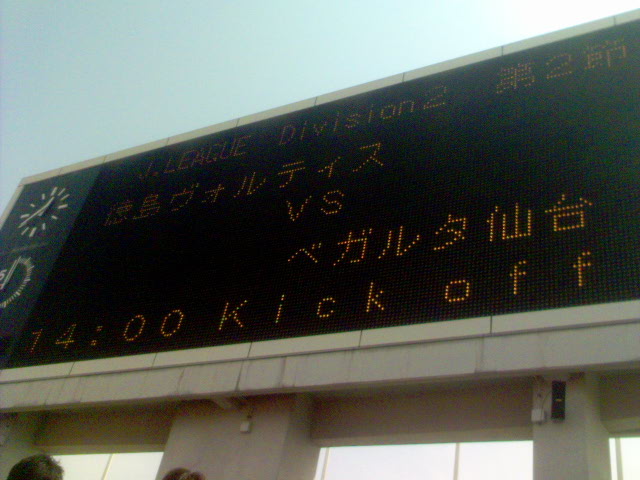 J.LEAGUE Division2 第2節
徳島ヴォルティス
VS
ベガルタ仙台
14:00 Kick off